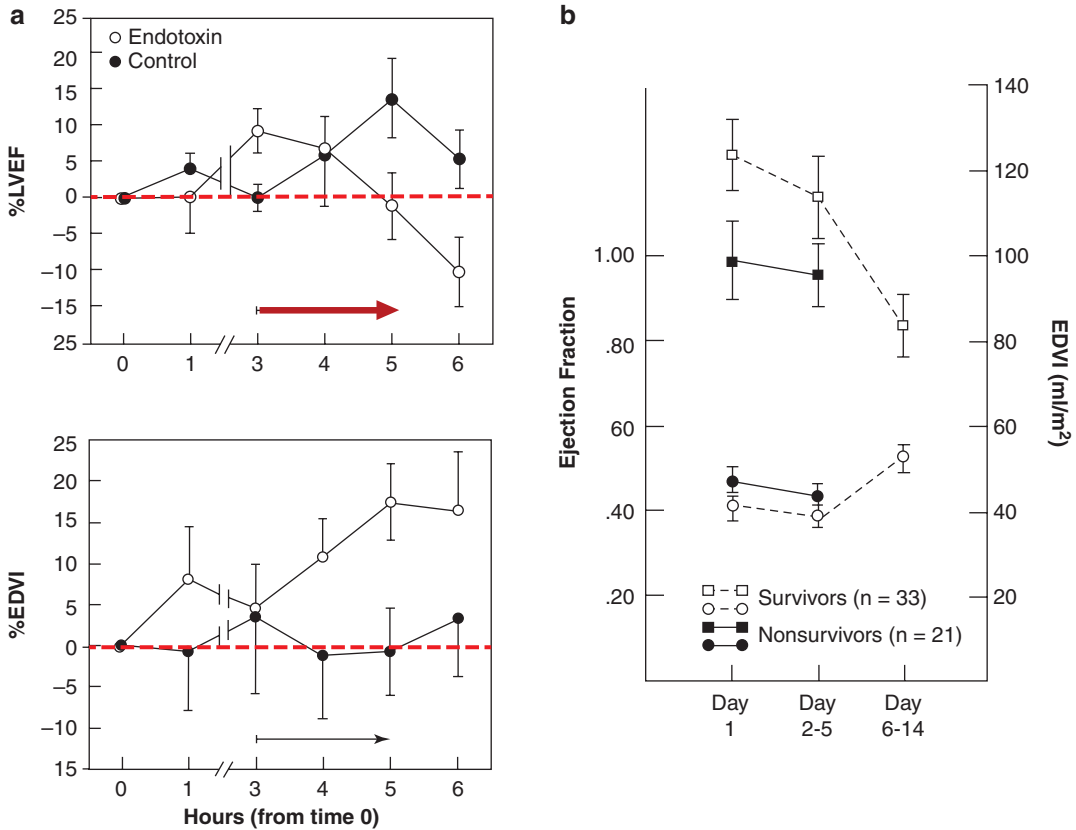 a
25
20
15
10
5
0
–5
–10
–15
25
%LVEF
Endotoxin
Control
0 1 3 4 5 6
25
20
15
10
5
0
–5
–10
15
%EDVI
0 1 3 4 5 6
Hours (from time 0)
b
1.00
.80
.60
.40
.20
Ejection Fraction
140
120
100
80
60
40
20
EDVI (ml/m²)
Survivors (n = 33)
Nonsurvivors (n = 21)
Day Day Day
1 2-5 6-14